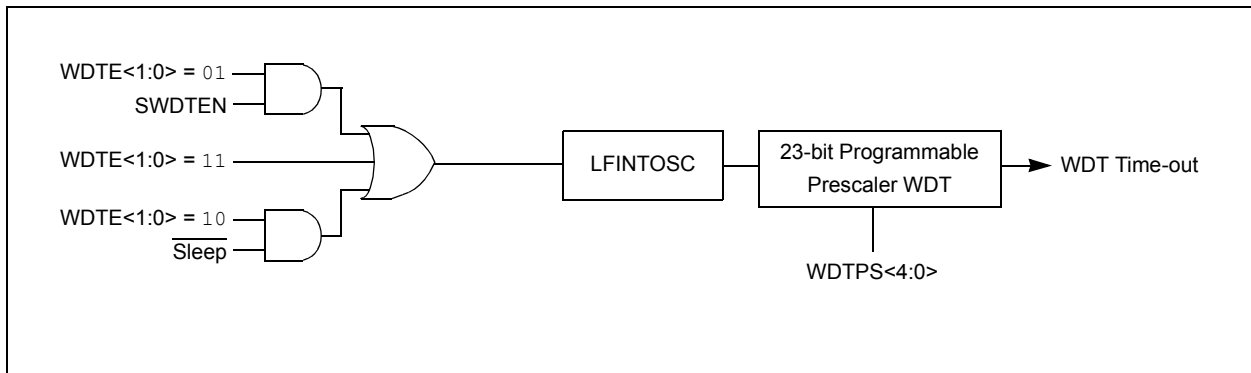 WDTE<1:0> = 01
SWDTEN
WDTE<1:0> = 11
WDTE<1:0> = 10
Sleep
LFINTOSC
23-bit Programmable
Prescaler WDT
WDT Time-out
WDTPS<4:0>